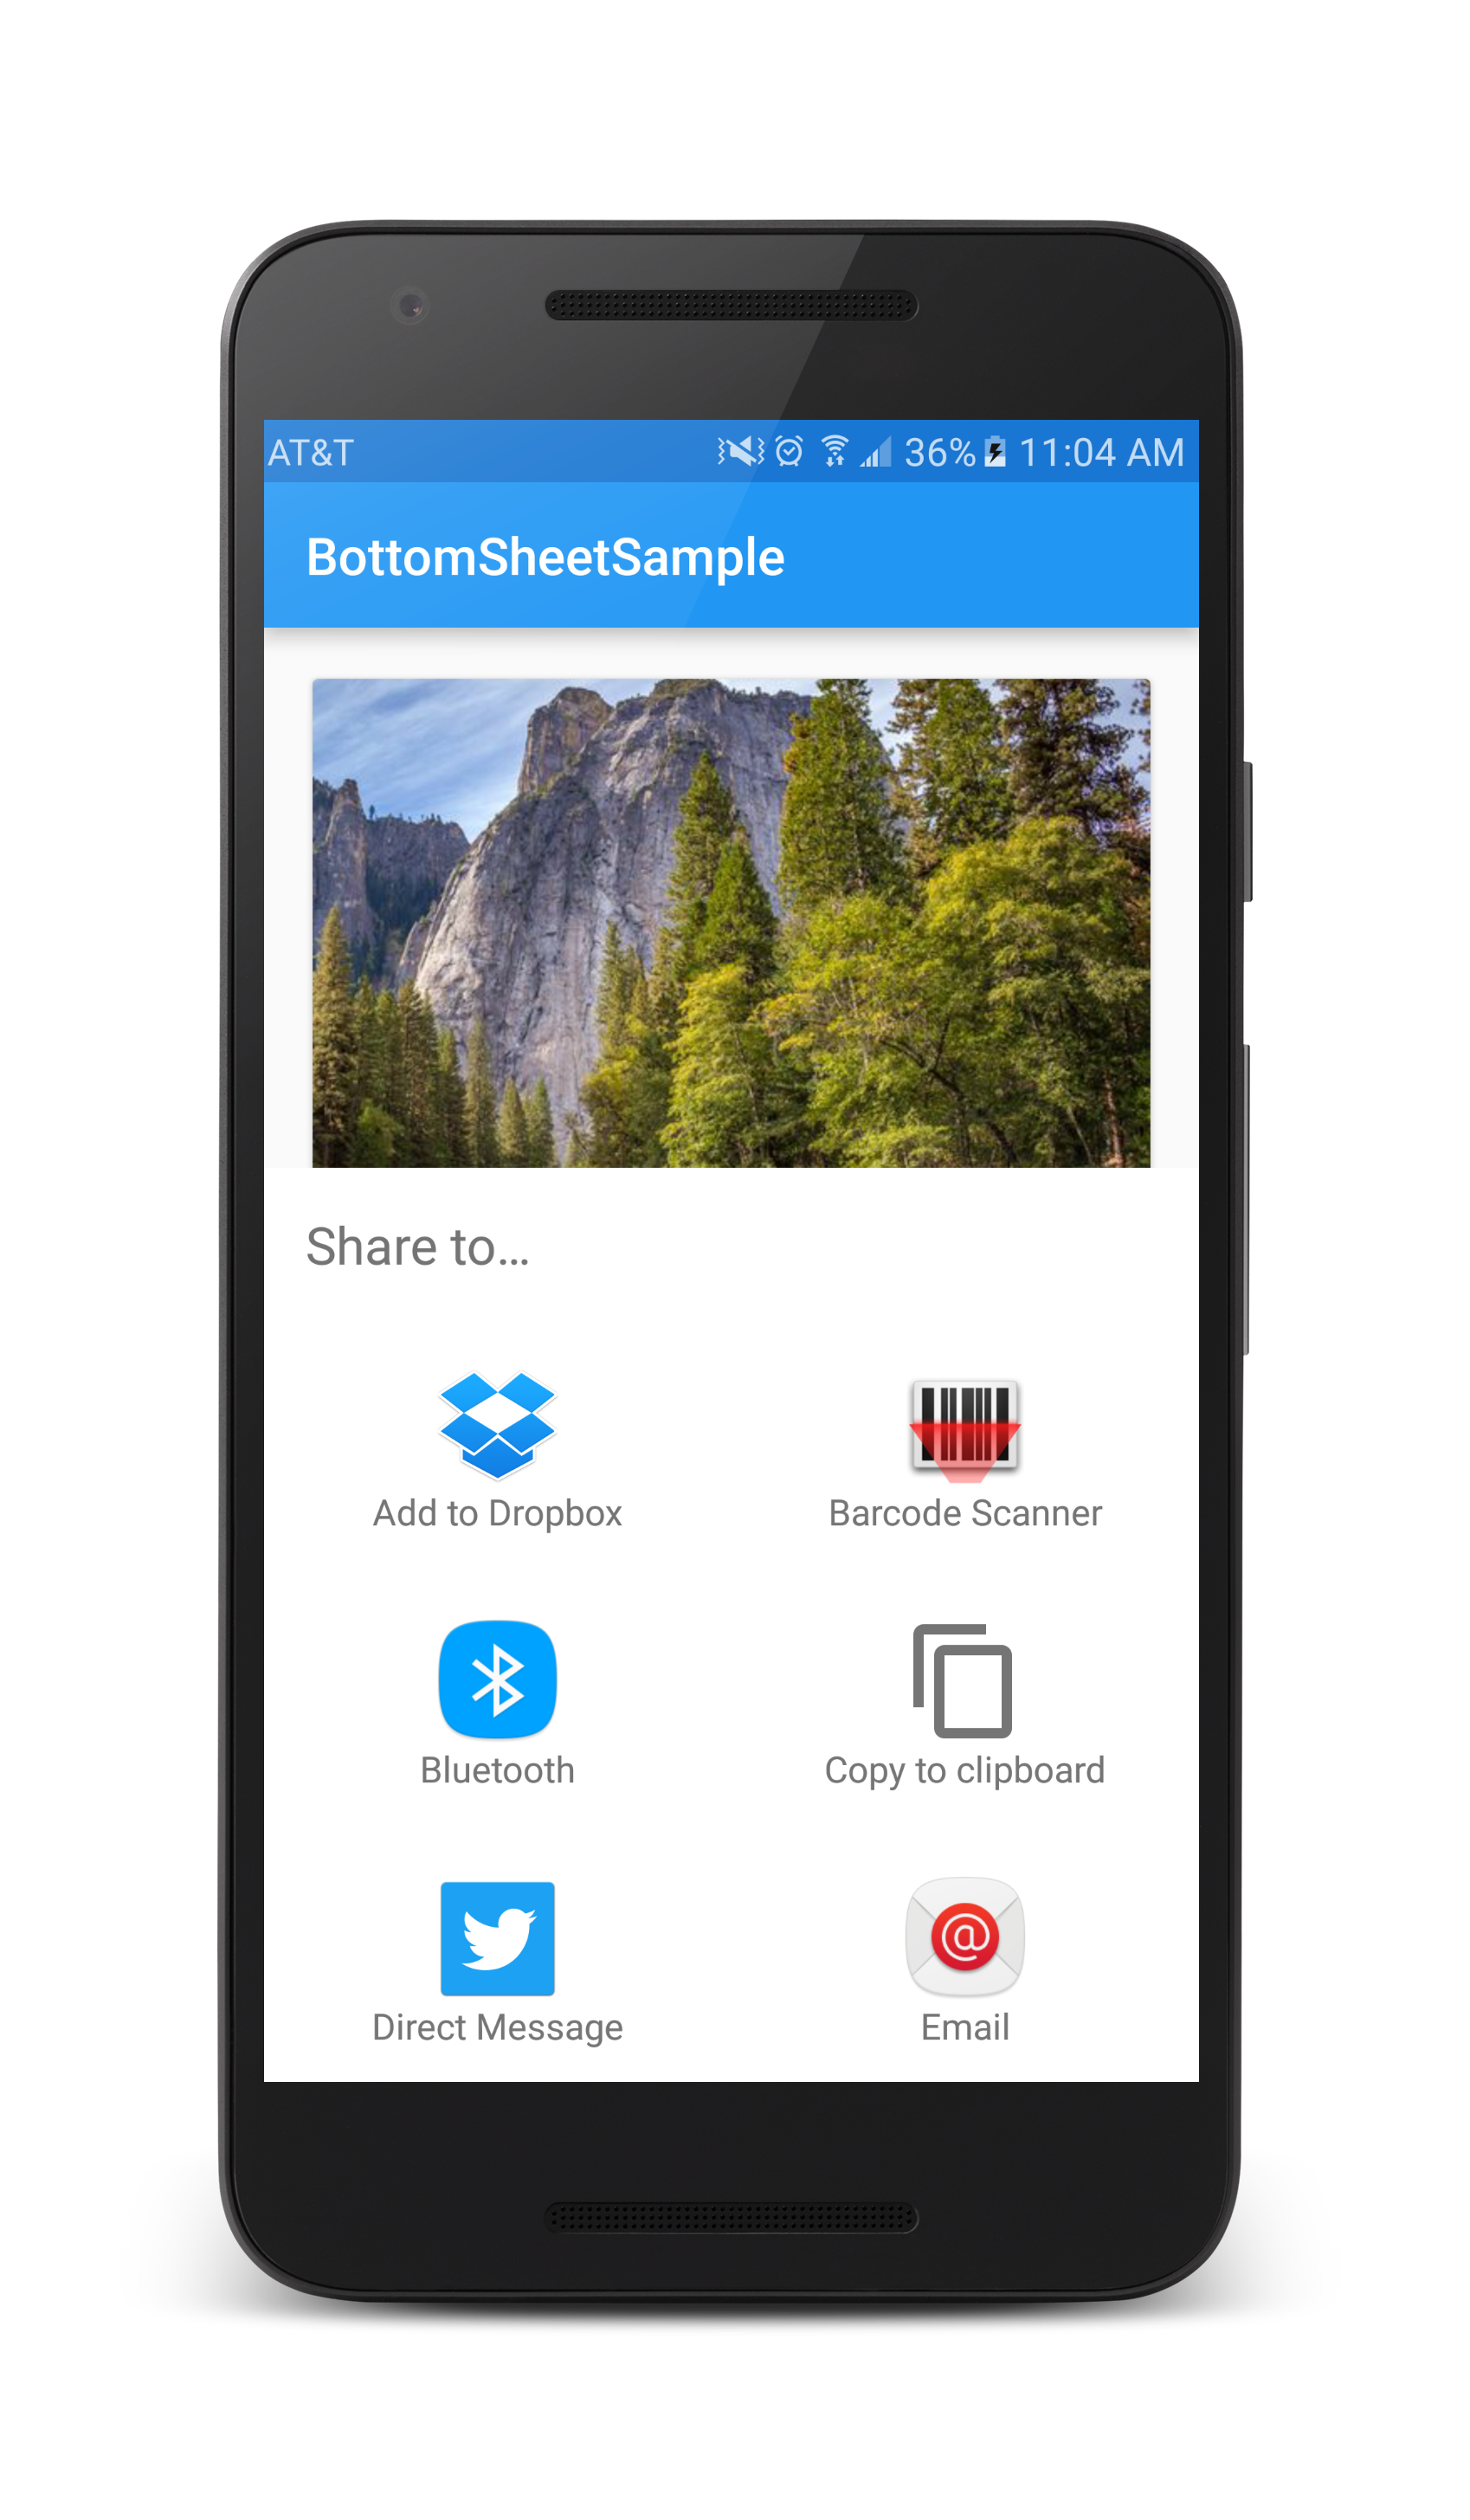 AT&T 36% 11:04 AM
BottomSheetSample
Share to...
Add to Dropbox Barcode Scanner
Bluetooth Copy to clipboard
Direct Message Email